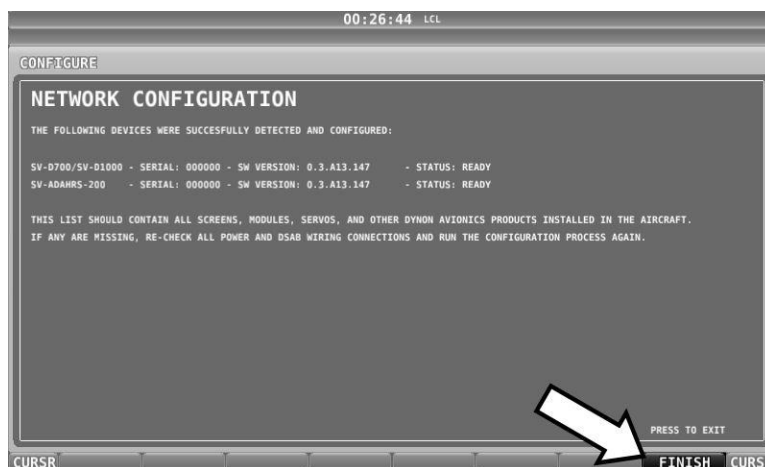 00:26:44 LCL
CONFIGURE
NETWORK CONFIGURATION
THE FOLLOWING DEVICES WERE SUCCESFULLY DETECTED AND CONFIGURED:
SV-D700/SV-D1000 - SERIAL: 000000 - SW VERSION: 0.3.A13.147 - STATUS: READY
SV-ADAHRS-200 - SERIAL: 000000 - SW VERSION: 0.3.A13.147 - STATUS: READY
THIS LIST SHOULD CONTAIN ALL SCREENS, MODULES, SERVOS, AND OTHER DYNON AVIONICS PRODUCTS INSTALLED IN THE AIRCRAFT.
IF ANY ARE MISSING, RE-CHECK ALL POWER AND DSAB WIRING CONNECTIONS AND RUN THE CONFIGURATION PROCESS AGAIN.
PRESS TO EXIT
CURSR FINISH CURS